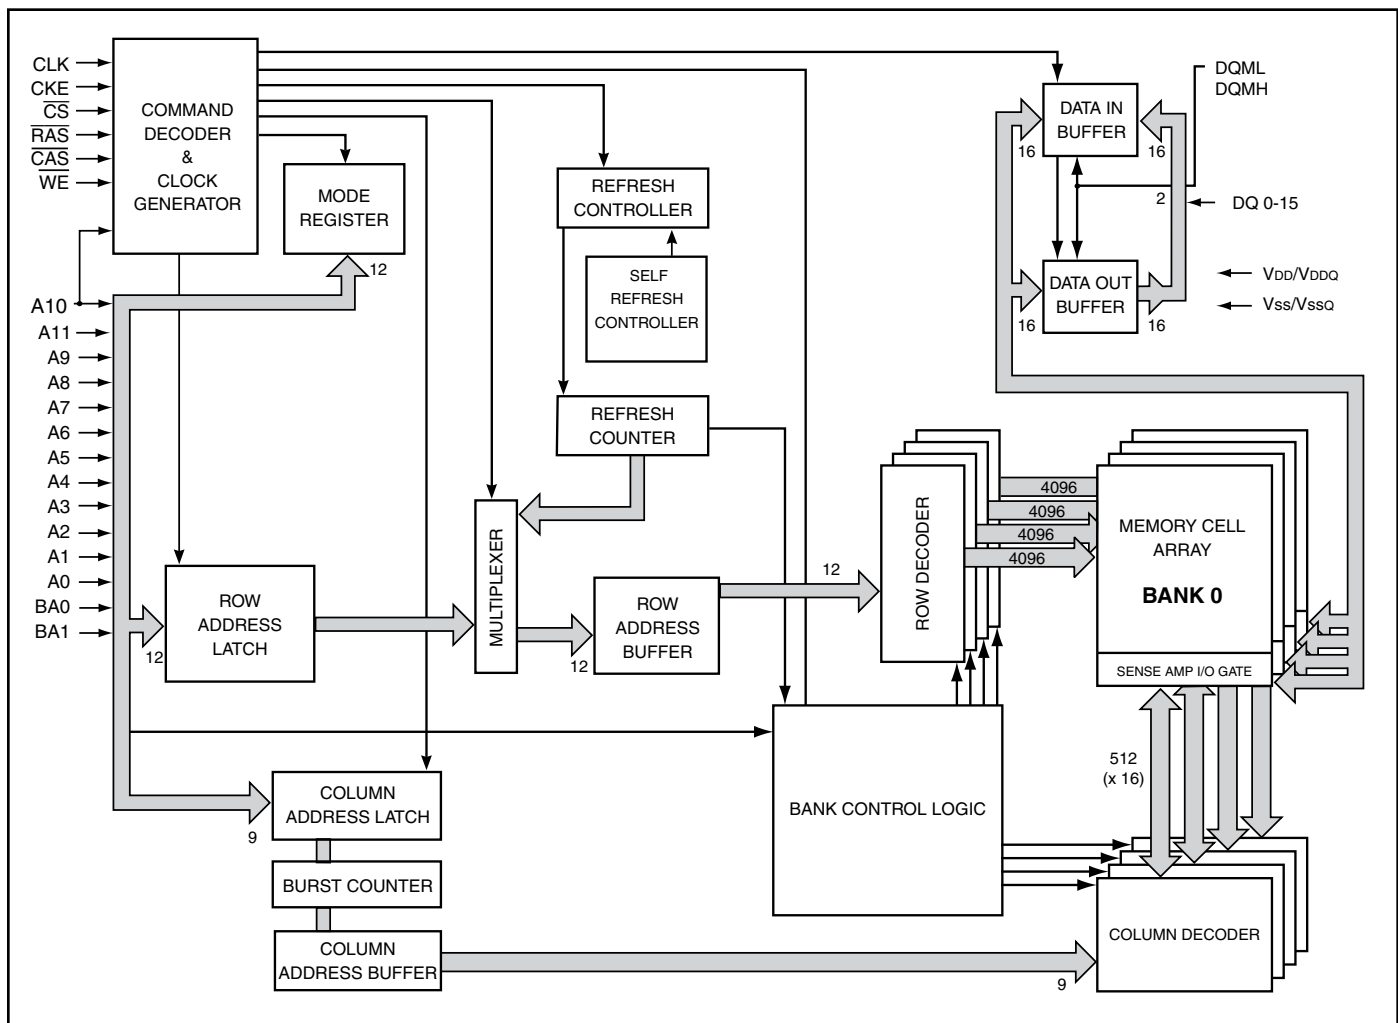 CLK
CKE
CS
RAS
CAS
WE
COMMAND
DECODER
&
CLOCK
GENERATOR
MODE
REGISTER
12
REFRESH
CONTROLLER
SELF
REFRESH
CONTROLLER
REFRESH
COUNTER
DQML
DQMH
DATA IN
BUFFER
16
16
2
DQ 0-15
DATA OUT
BUFFER
16
16
VDD/VDDQ
Vss/VssQ
A10
A11
A9
A8
A7
A6
A5
A4
A3
A2
A1
A0
BA0
BA1
12
ROW
ADDRESS
LATCH
MULTIPLEXER
12
ROW
ADDRESS
BUFFER
12
ROW DECODER
4096
4096
4096
4096
MEMORY CELL
ARRAY
BANK 0
SENSE AMP I/O GATE
512
(x 16)
BANK CONTROL LOGIC
9
COLUMN
ADDRESS LATCH
BURST COUNTER
COLUMN
ADDRESS BUFFER
9
COLUMN DECODER